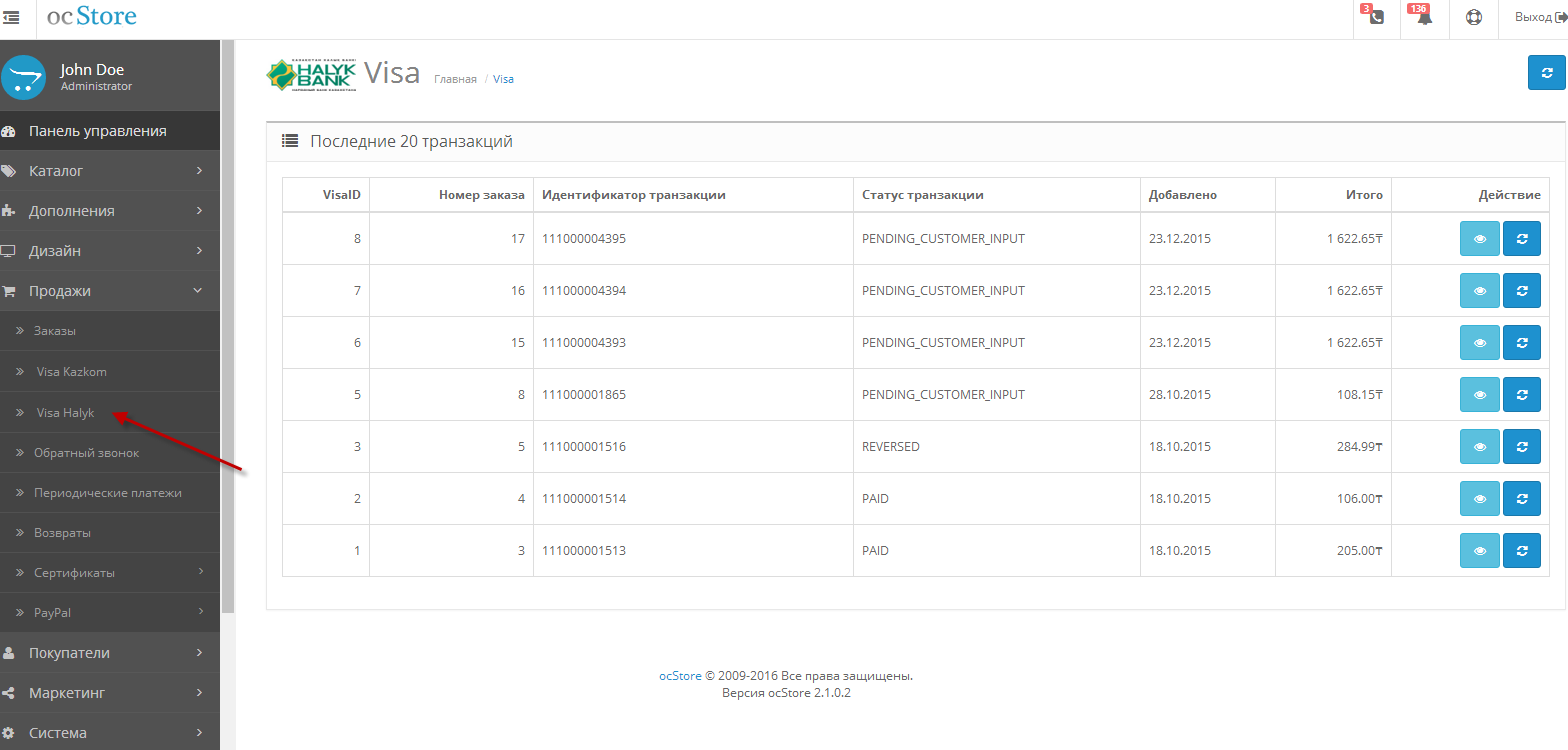 ocStore
3
136
Выход
John Doe
Administrator
Панель управления
Каталог
Дополнения
Дизайн
Продажи
Заказы
Visa Kazkom
Visa Halyk
Обратный звонок
Периодические платежи
Возвраты
Сертификаты
PayPal
Покупатели
Маркетинг
Система
HALYK
BANK
Visa
Главная / Visa
Последние 20 транзакций
VisaID Номер заказа Идентификатор транзакции Статус транзакции Добавлено Итого Действие
8 17 111000004395 PENDING_CUSTOMER_INPUT 23.12.2015 1 622.65₸
7 16 111000004394 PENDING_CUSTOMER_INPUT 23.12.2015 1 622.65₸
6 15 111000004393 PENDING_CUSTOMER_INPUT 23.12.2015 1 622.65₸
5 8 111000001865 PENDING_CUSTOMER_INPUT 28.10.2015 108.15₸
3 5 111000001516 REVERSED 18.10.2015 284.99₸
2 4 111000001514 PAID 18.10.2015 106.00₸
1 3 111000001513 PAID 18.10.2015 205.00₸
ocStore © 2009-2016 Все права защищены.
Версия ocStore 2.1.0.2